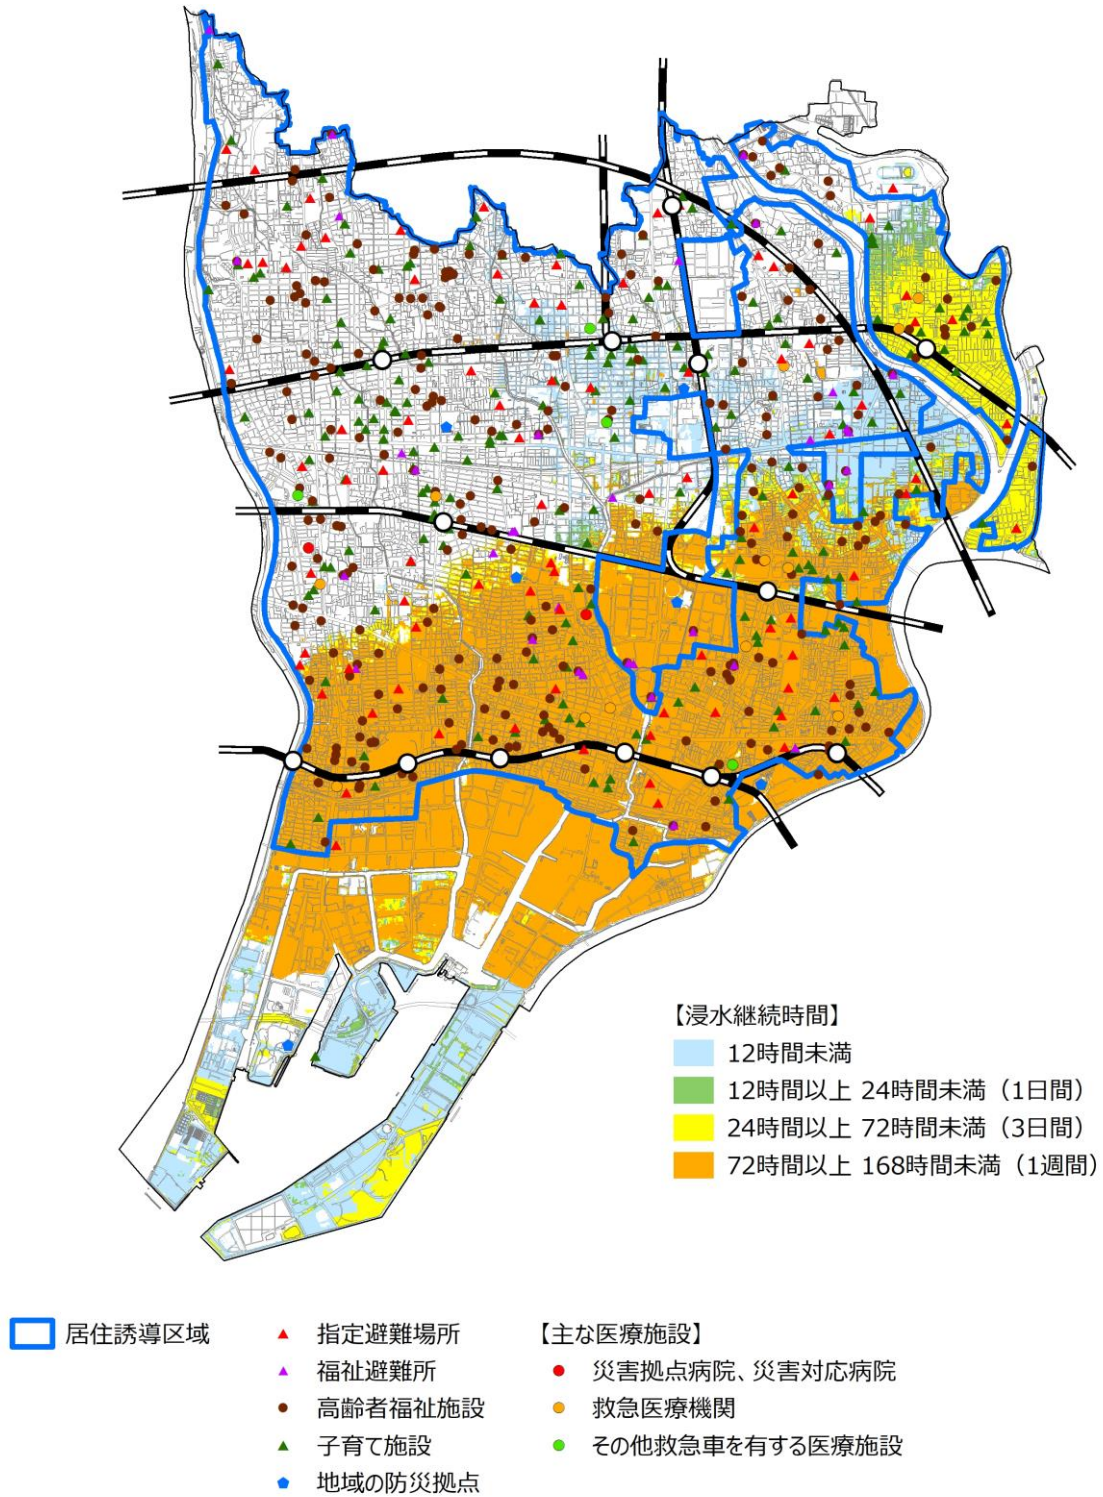 【浸水継続時間】
12時間未満
12時間以上 24時間未満（1日間）
24時間以上 72時間未満（3日間）
72時間以上 168時間未満（1週間）
居住誘導区域
指定避難場所
福祉避難所
高齢者福祉施設
子育て施設
地域の防災拠点
【主な医療施設】
災害拠点病院、災害対応病院
救急医療機関
その他救急車を有する医療施設